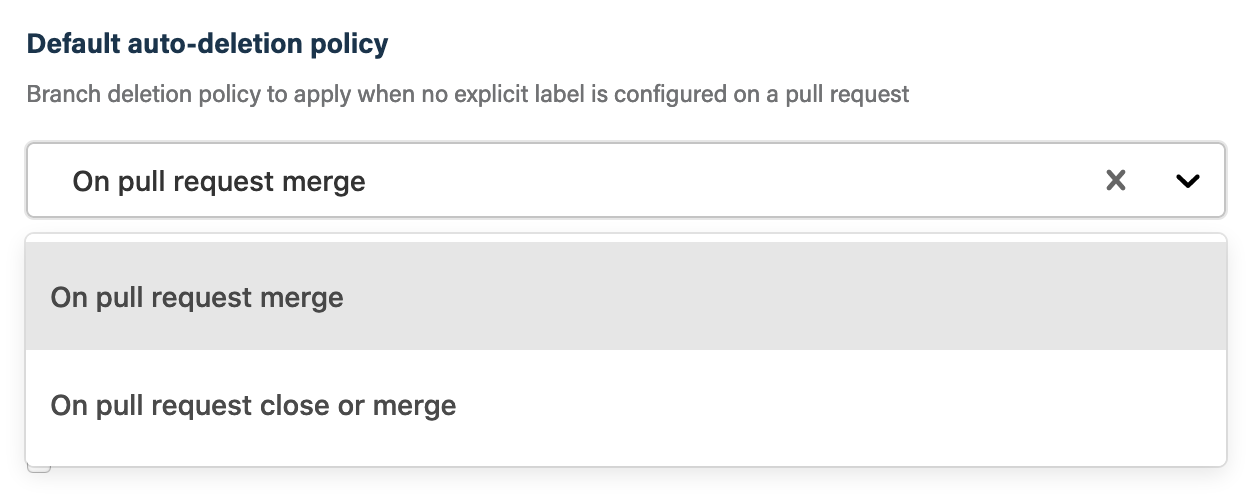 Default auto-deletion policy
Branch deletion policy to apply when no explicit label is configured on a pull request
On pull request merge
On pull request merge
On pull request close or merge